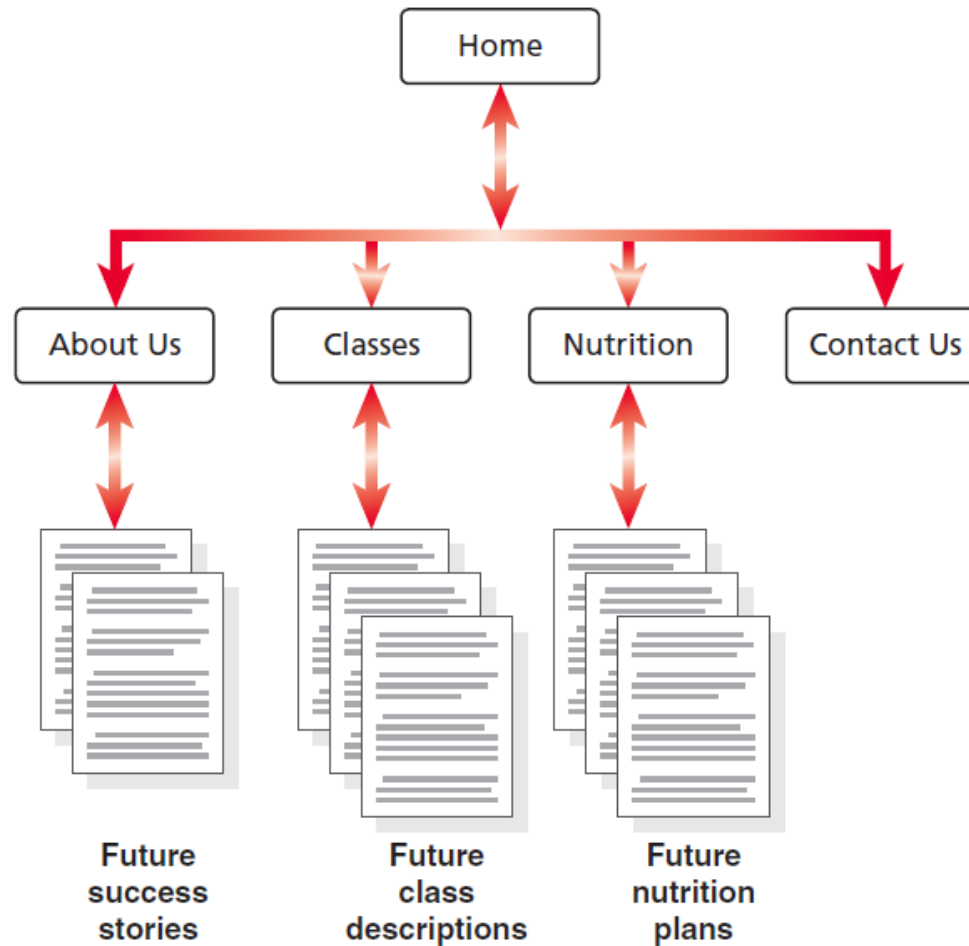 Home
About Us
Classes
Nutrition
Contact Us
Future
success
stories
Future
class
descriptions
Future
nutrition
plans